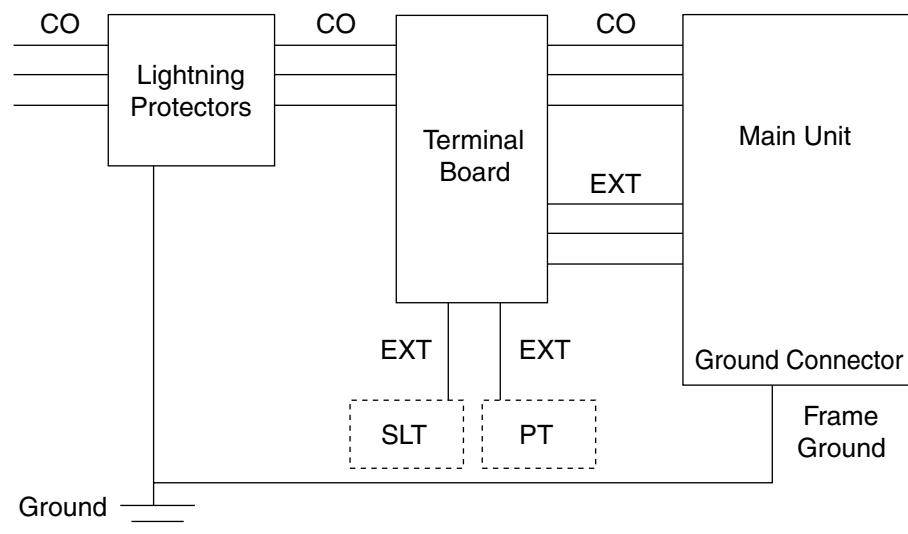 CO
CO
CO
Lightning
Protectors
Terminal
Board
Main Unit
EXT
EXT
EXT
Ground Connector
SLT
PT
Frame
Ground
Ground